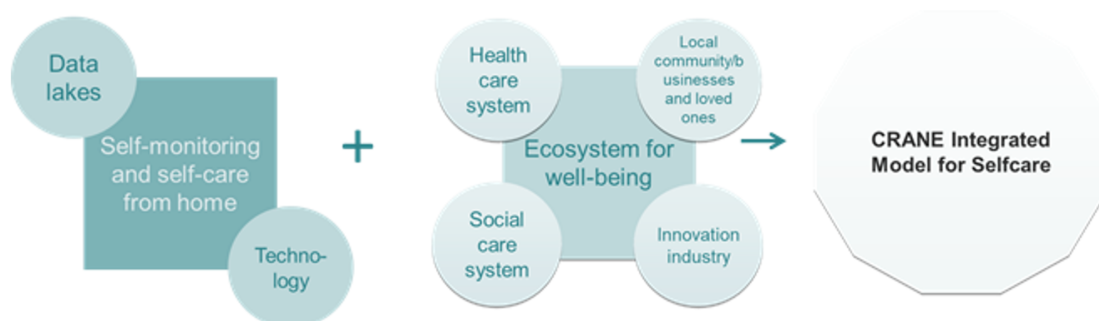 Data
lakes
Self-monitoring
and self-care
from home
Techno-
logy
+
Health
care
system
Local
community/b
usinesses
and loved
ones
Ecosystem for
well-being
Social
care
system
Innovation
industry
CRANE Integrated
Model for Selfcare